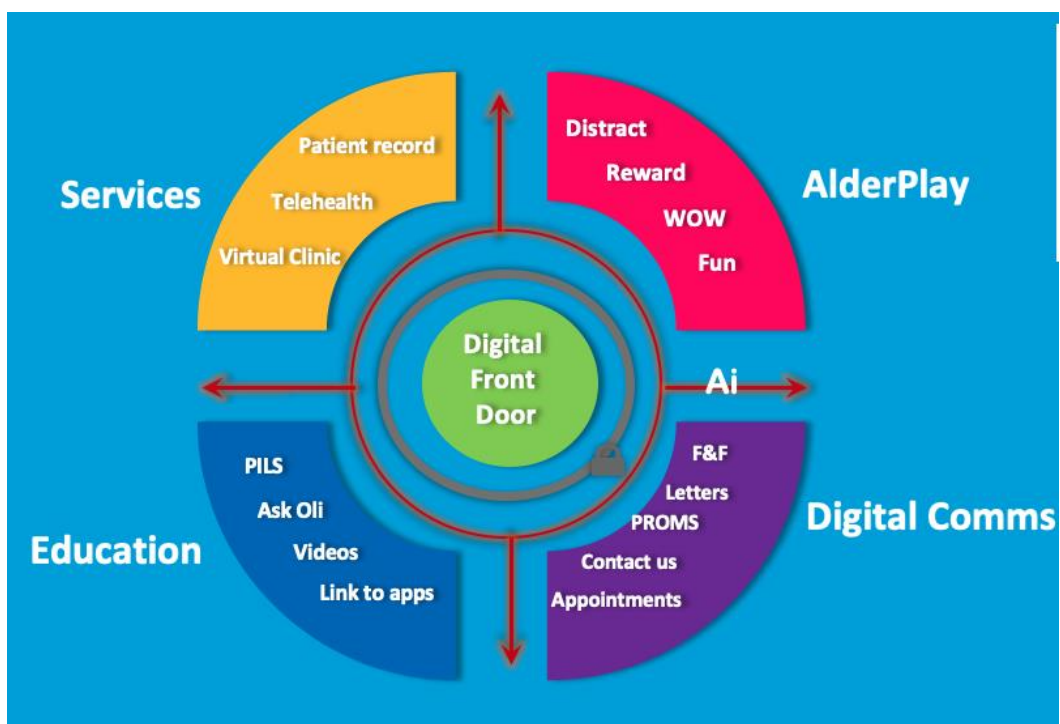 Services
Patient record
Telehealth
Virtual Clinic
Distract
Reward
WOW
Fun
AlderPlay
Digital
Front
Door
Ai
Education
PILS
Ask Oli
Videos
Link to apps
F&F
Letters
PROMS
Contact us
Appointments
Digital Comms